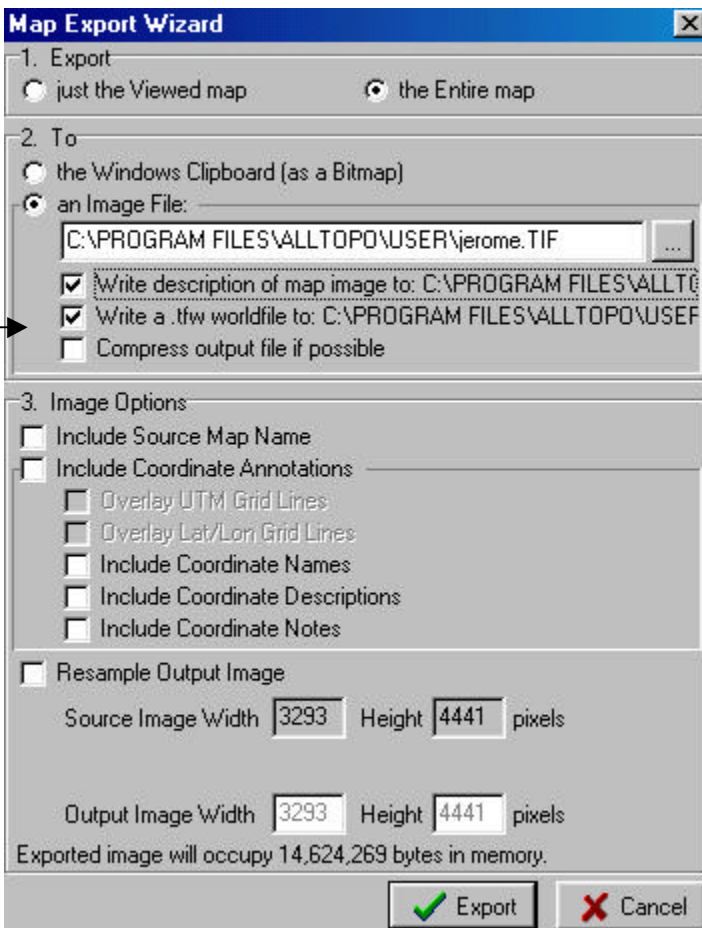 Map Export Wizard
1. Export
just the Viewed map the Entire map
2. To
the Windows Clipboard (as a Bitmap)
an Image File:
C:\PROGRAM FILES\ALLTOPO\USER\jerome.TIF ...
Write description of map image to: C:\PROGRAM FILES\ALLTO
Write a .tfw worldfile to: C:\PROGRAM FILES\ALLTOPO\USER
Compress output file if possible
3. Image Options
Include Source Map Name
Include Coordinate Annotations
Overlay UTM Grid Lines
Overlay Lat/Lon Grid Lines
Include Coordinate Names
Include Coordinate Descriptions
Include Coordinate Notes
Resample Output Image
Source Image Width 3293 Height 4441 pixels
Output Image Width 3293 Height 4441 pixels
Exported image will occupy 14,624,269 bytes in memory.
Export Cancel